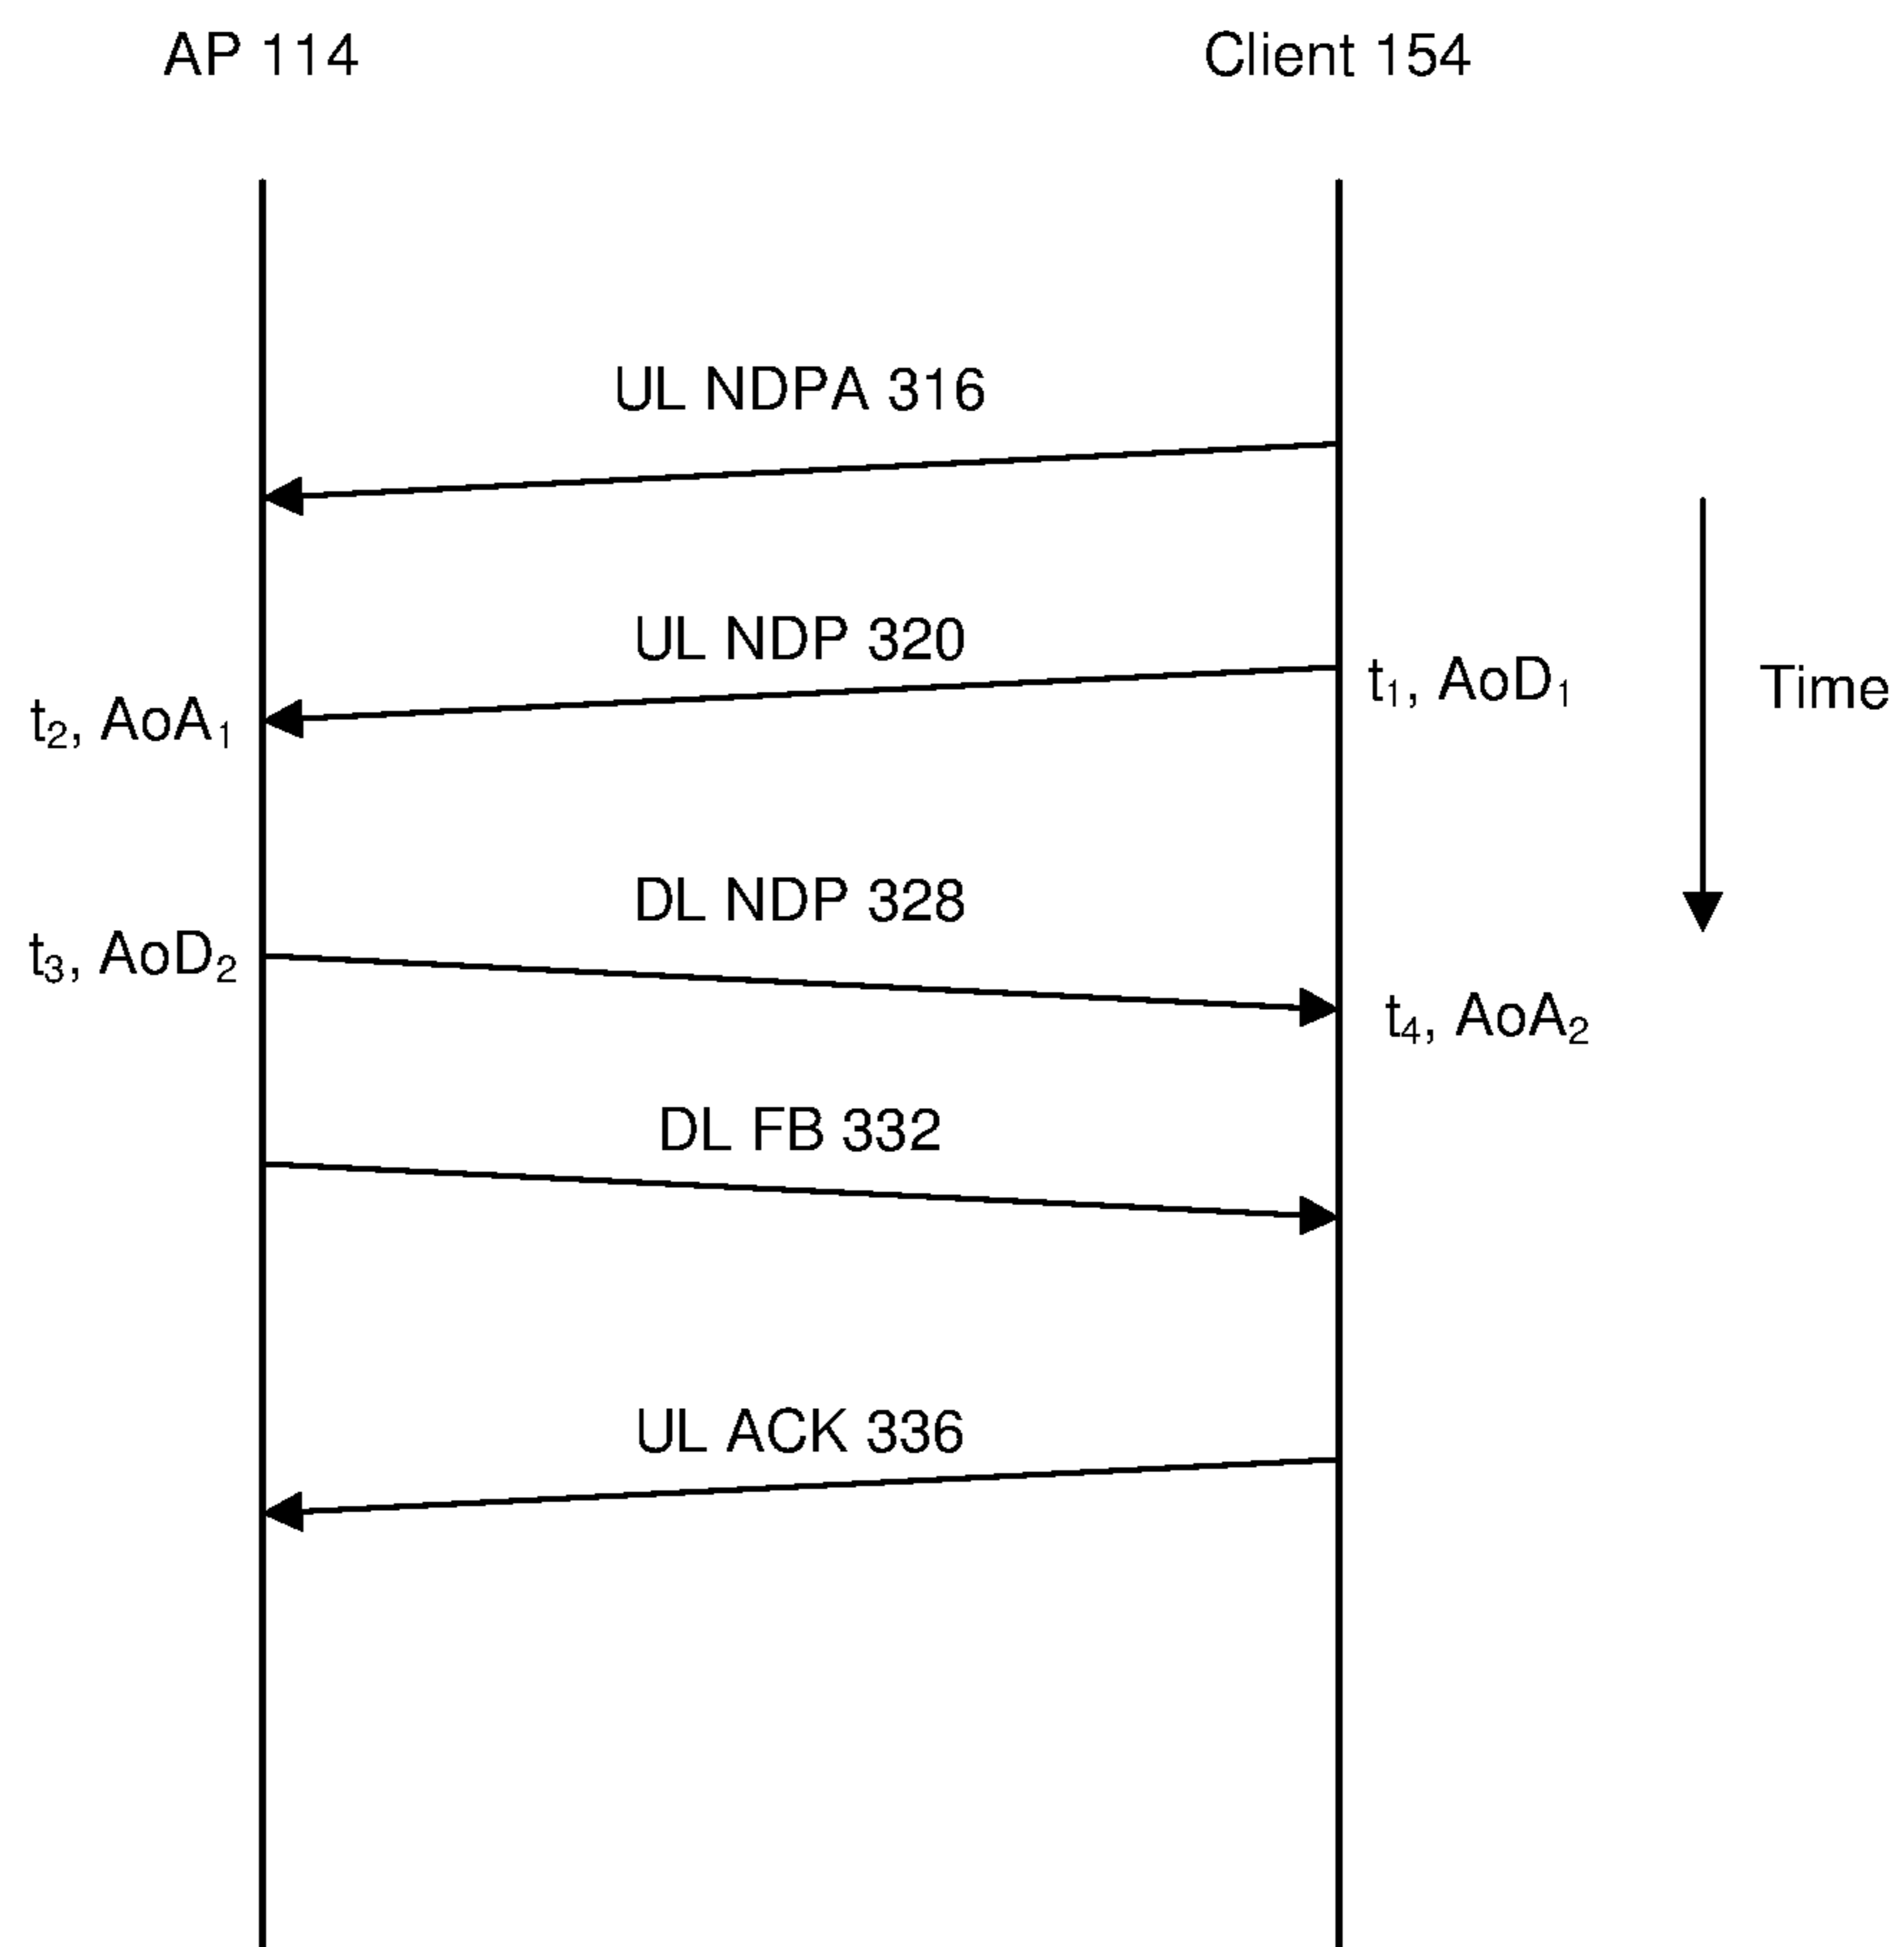 AP 114
Client 154
UL NDPA 316
UL NDP 320
t1, AoD1
Time
t2, AoA1
DL NDP 328
t3, AoD2
t4, AoA2
DL FB 332
UL ACK 336